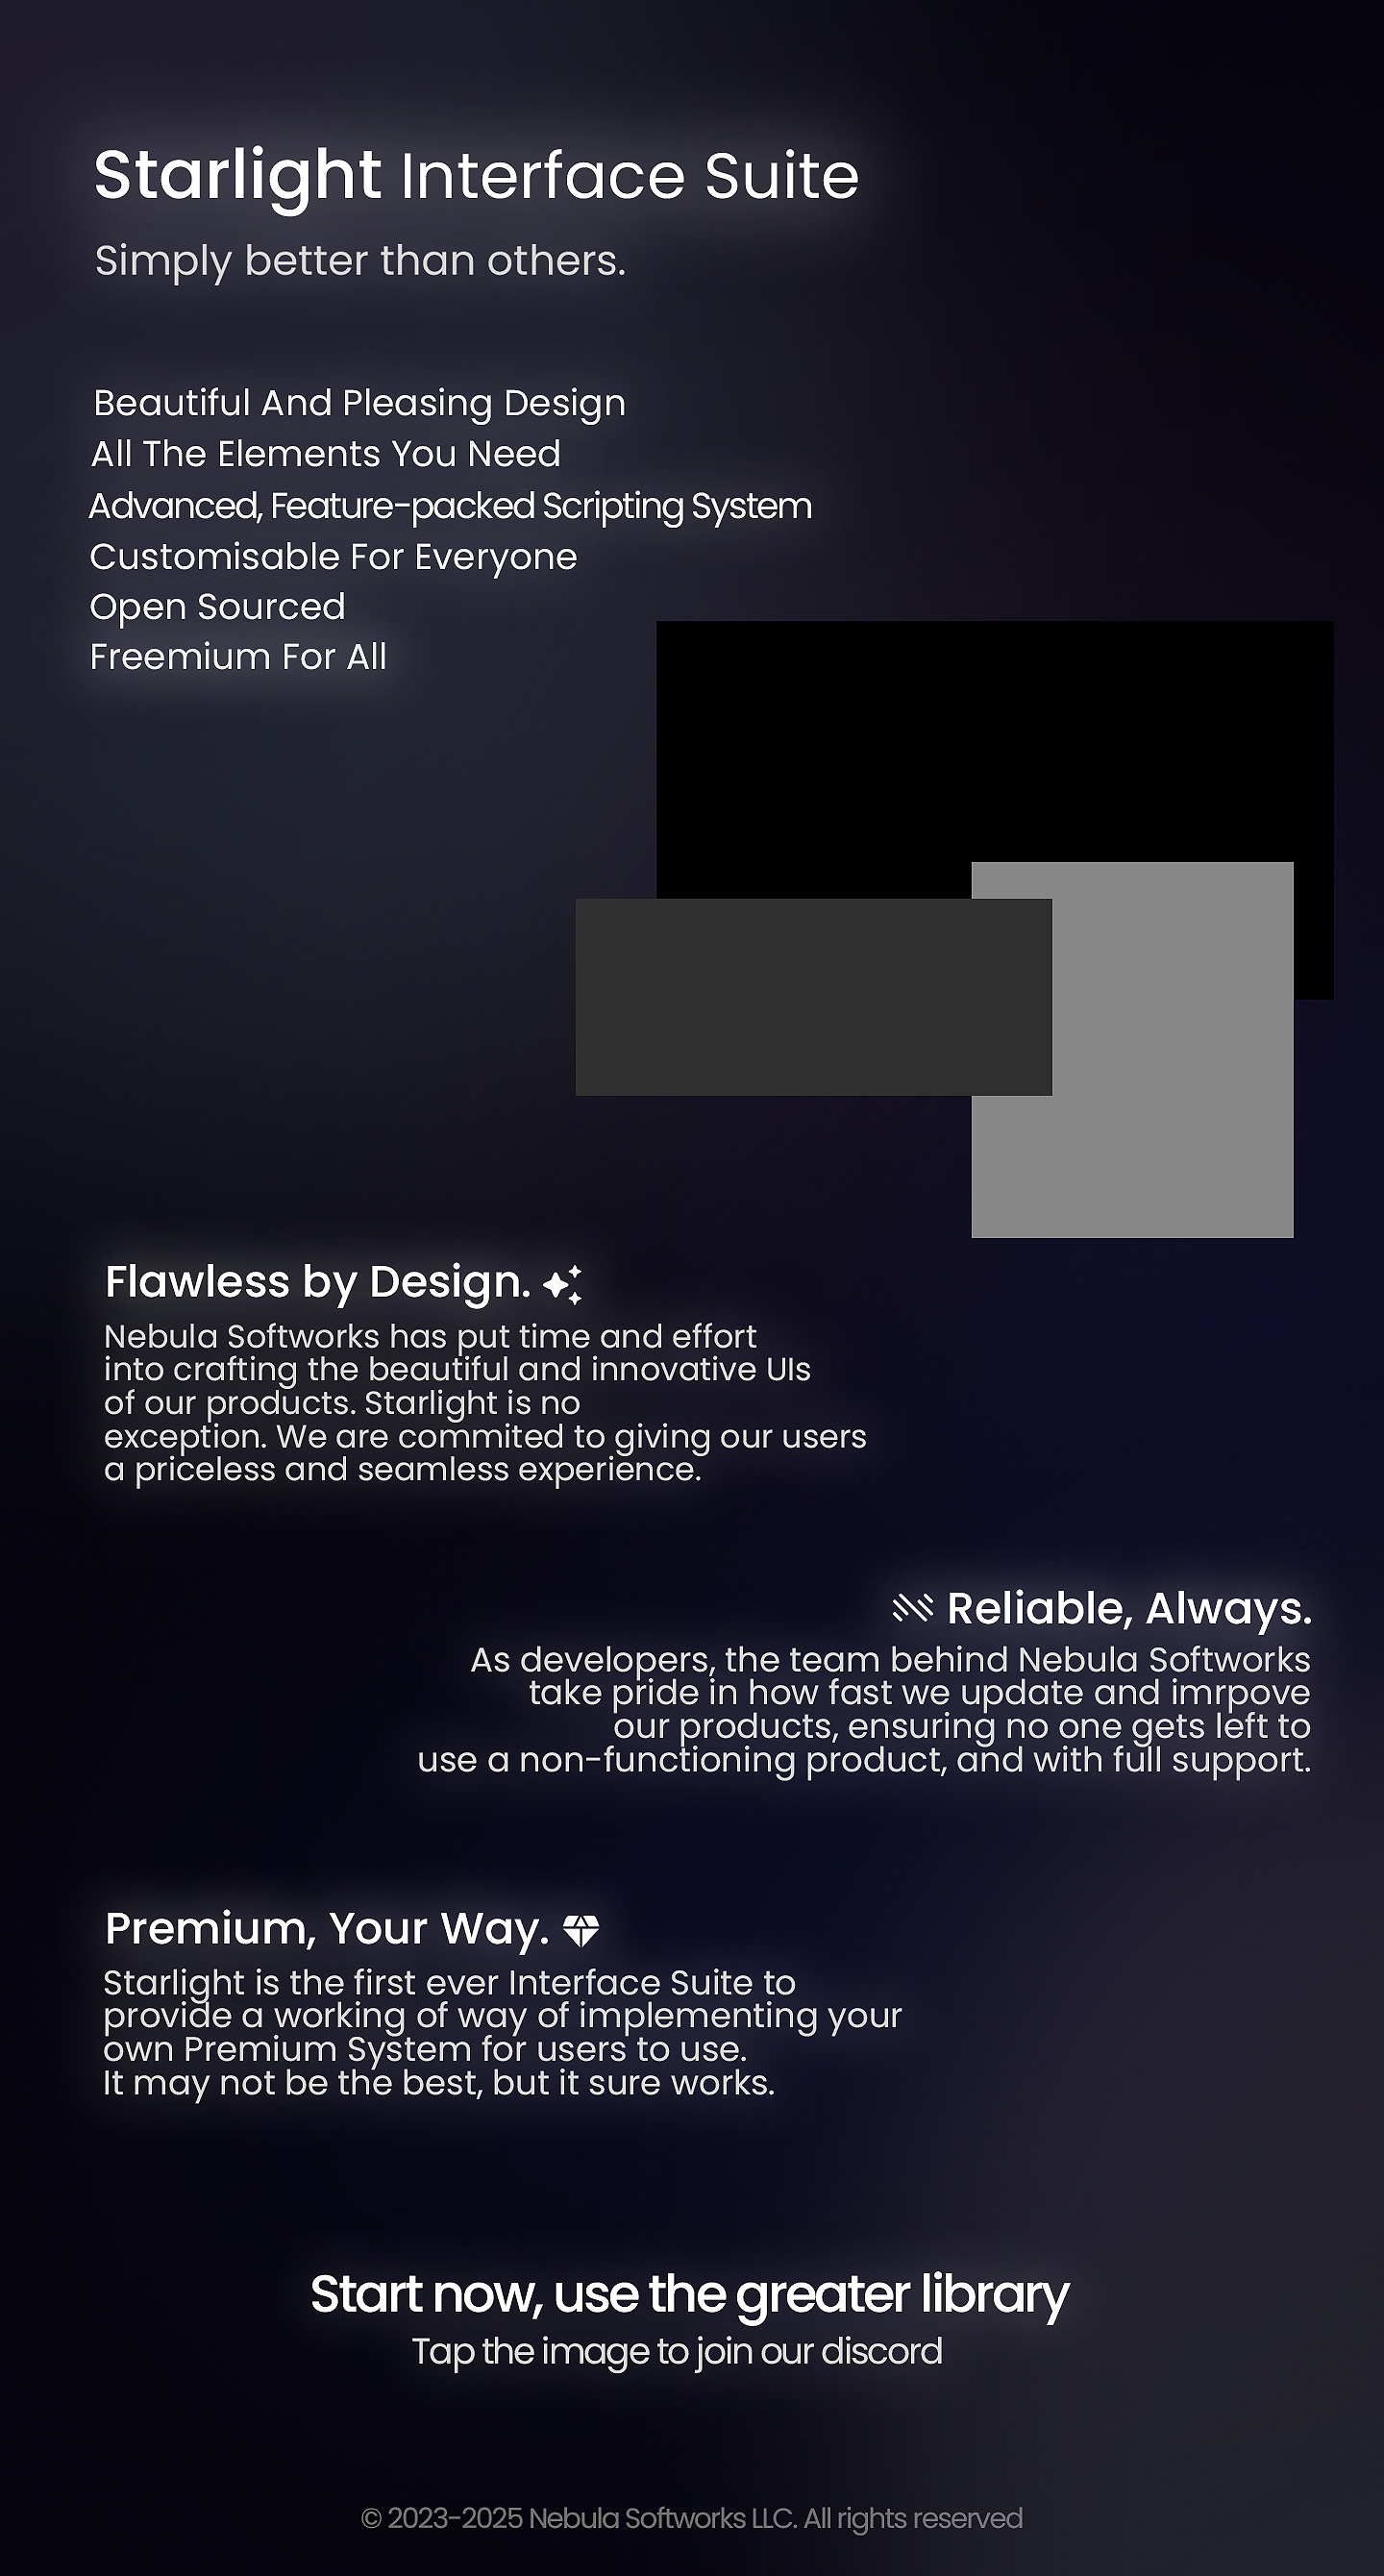 Starlight Interface Suite
Simply better than others.
Beautiful And Pleasing Design
All The Elements You Need
Advanced, Feature-packed Scripting System
Customisable For Everyone
Open Sourced
Freemium For All
Flawless by Design.
Nebula Softworks has put time and effort
into crafting the beautiful and innovative UIs
of our products. Starlight is no
exception. We are commited to giving our users
a priceless and seamless experience.
Reliable, Always.
As developers, the team behind Nebula Softworks
take pride in how fast we update and imrpove
our products, ensuring no one gets left to
use a non-functioning product, and with full support.
Premium, Your Way.
Starlight is the first ever Interface Suite to
provide a working of way of implementing your
own Premium System for users to use.
It may not be the best, but it sure works.
Start now, use the greater library
Tap the image to join our discord
© 2023-2025 Nebula Softworks LLC. All rights reserved